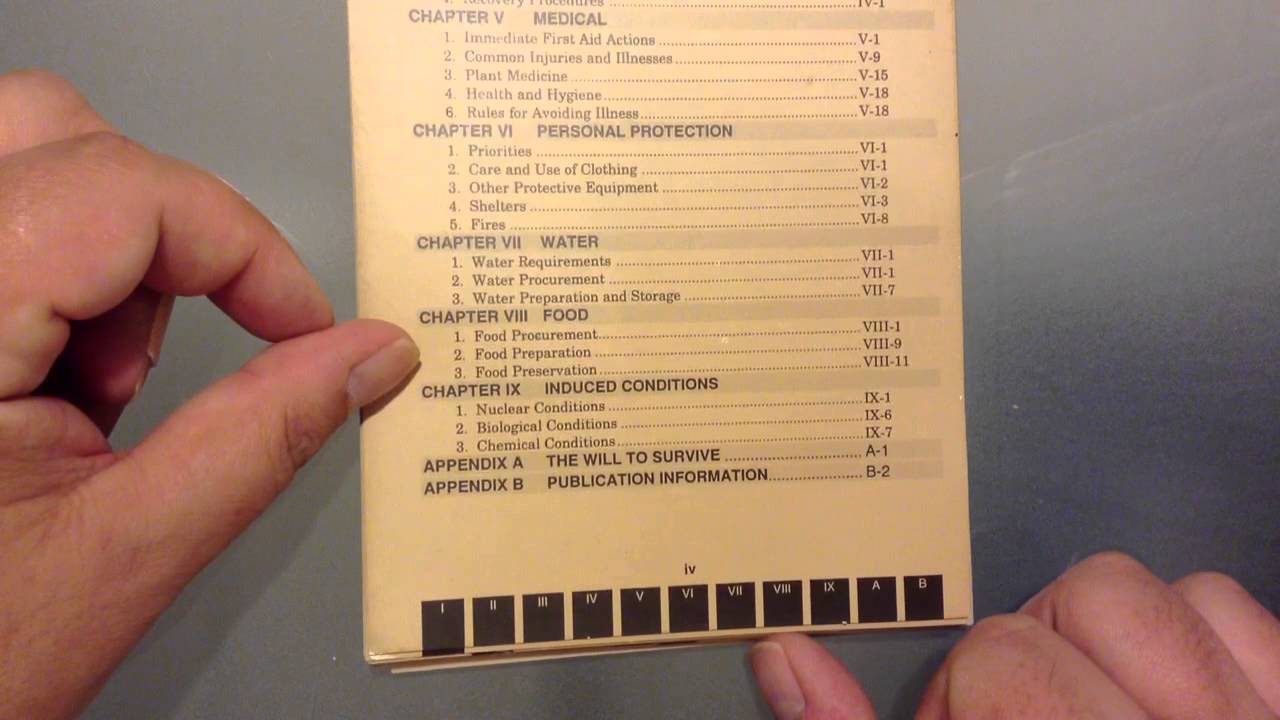 4. Recovery Procedures ........ IV-1
CHAPTER V MEDICAL
1. Immediate First Aid Actions ........ V-1
2. Common Injuries and Illnesses ........ V-9
3. Plant Medicine ........ V-15
4. Health and Hygiene ........ V-18
6. Rules for Avoiding Illness ........ V-18
CHAPTER VI PERSONAL PROTECTION
1. Priorities ........ VI-1
2. Care and Use of Clothing ........ VI-1
3. Other Protective Equipment ........ VI-2
4. Shelters ........ VI-3
5. Fires ........ VI-8
CHAPTER VII WATER
1. Water Requirements ........ VII-1
2. Water Procurement ........ VII-1
3. Water Preparation and Storage ........ VII-7
CHAPTER VIII FOOD
1. Food Procurement ........ VIII-1
2. Food Preparation ........ VIII-9
3. Food Preservation ........ VIII-11
CHAPTER IX INDUCED CONDITIONS
1. Nuclear Conditions ........ IX-1
2. Biological Conditions ........ IX-6
3. Chemical Conditions ........ IX-7
APPENDIX A THE WILL TO SURVIVE ........ A-1
APPENDIX B PUBLICATION INFORMATION ........ B-2
iv
I II III IV V VI VII VIII IX A B